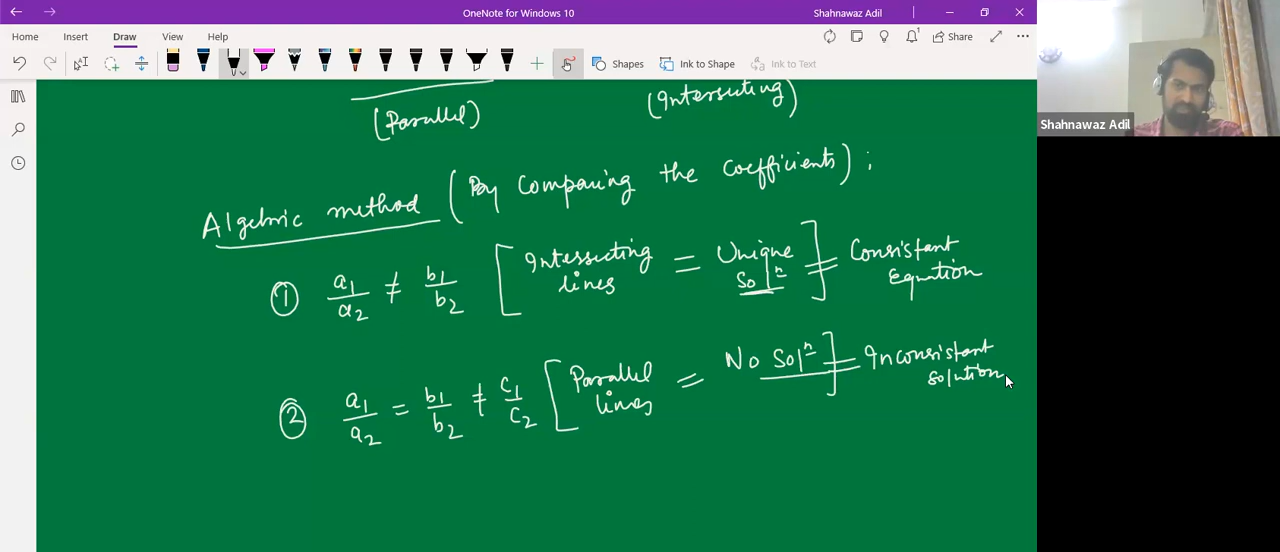 OneNote for Windows 10
Shahnawaz Adil
Home Insert Draw View Help
Share
Shapes Ink to Shape Ink to Text
(Parallel) (Intersecting)
Algebric method (By comparing the coefficients) ;
① a1/a2 ≠ b1/b2 [Intersecting lines = Unique Solⁿ] = Consistant Equation
② a1/a2 = b1/b2 ≠ c1/c2 [Parallel lines = No Solⁿ] = Inconsistant Solution
Shahnawaz Adil